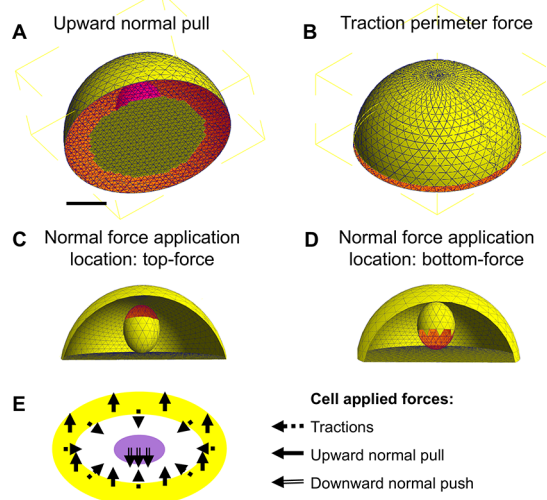 A Upward normal pull
B Traction perimeter force
C Normal force application
location: top-force
D Normal force application
location: bottom-force
E
Cell applied forces:
Tractions
Upward normal pull
Downward normal push